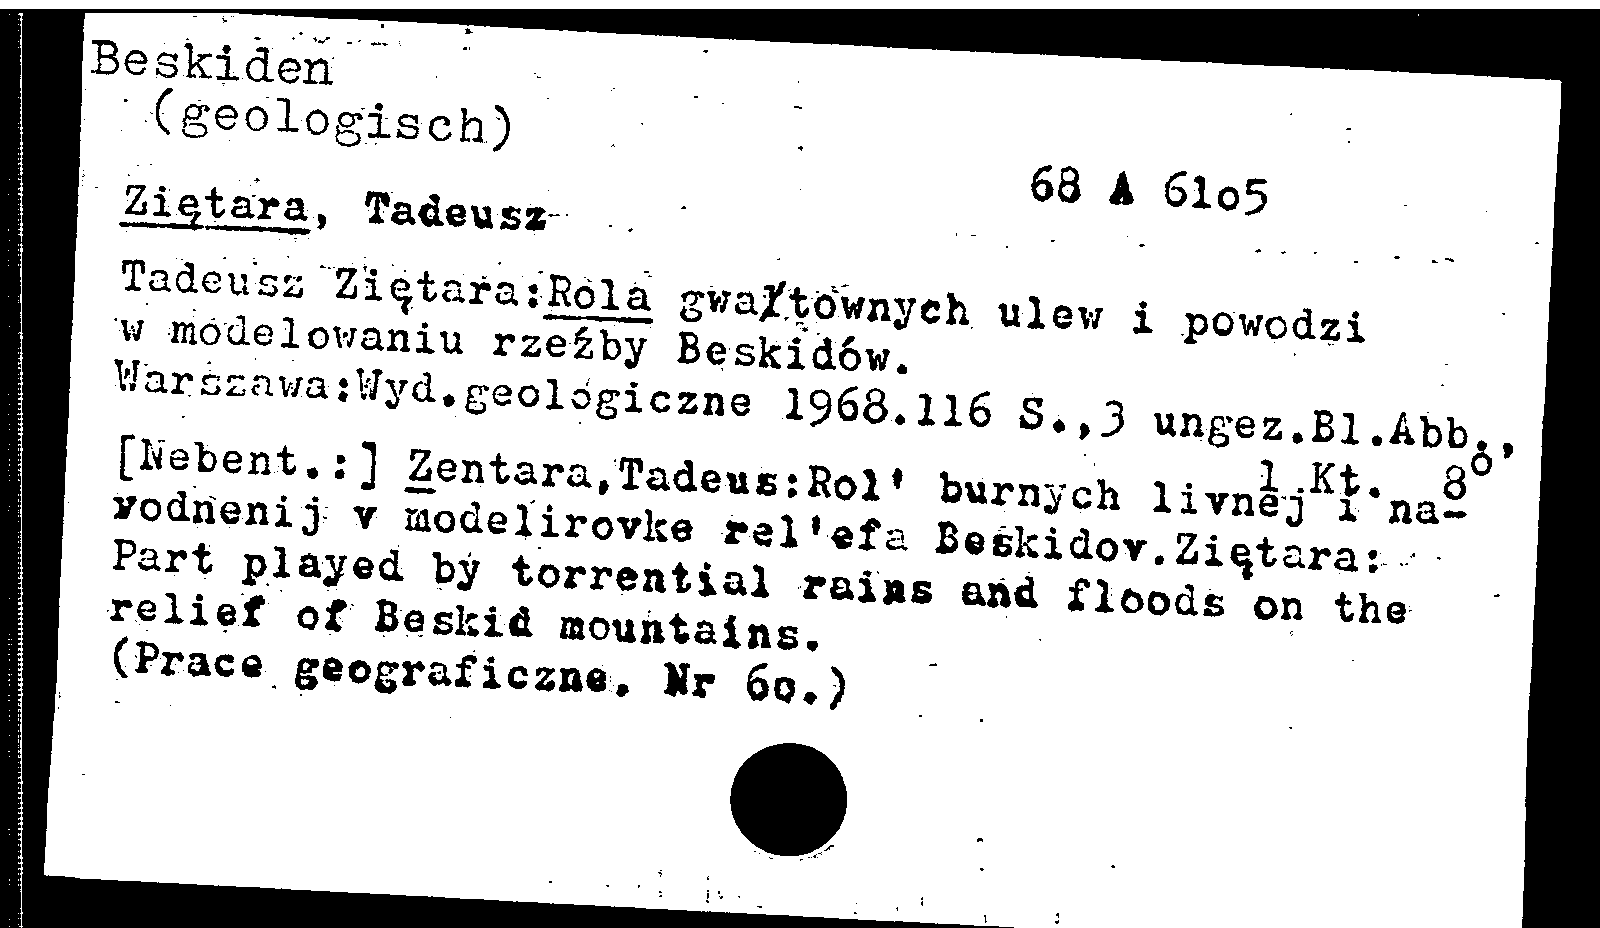 Beskiden
(geologisch)
68 A 61o5
Ziętara, Tadeusz
Tadeusz Ziętara:Rola gwałtownych ulew i powodzi
w modelowaniu rzeźby Beskidów.
Warszawa:Wyd.geologiczne 1968.116 S.,3 ungez.Bl.Abb.,
1 Kt. 8°
[Nebent.:] Zentara,Tadeus:Rol' burnych livnej i na-
vodnenij v modelirovke rel'efa Beskidov.Ziętara:
Part played by torrential rains and floods on the
relief of Beskid mountains.
(Prace geograficzne. Nr 6o.)